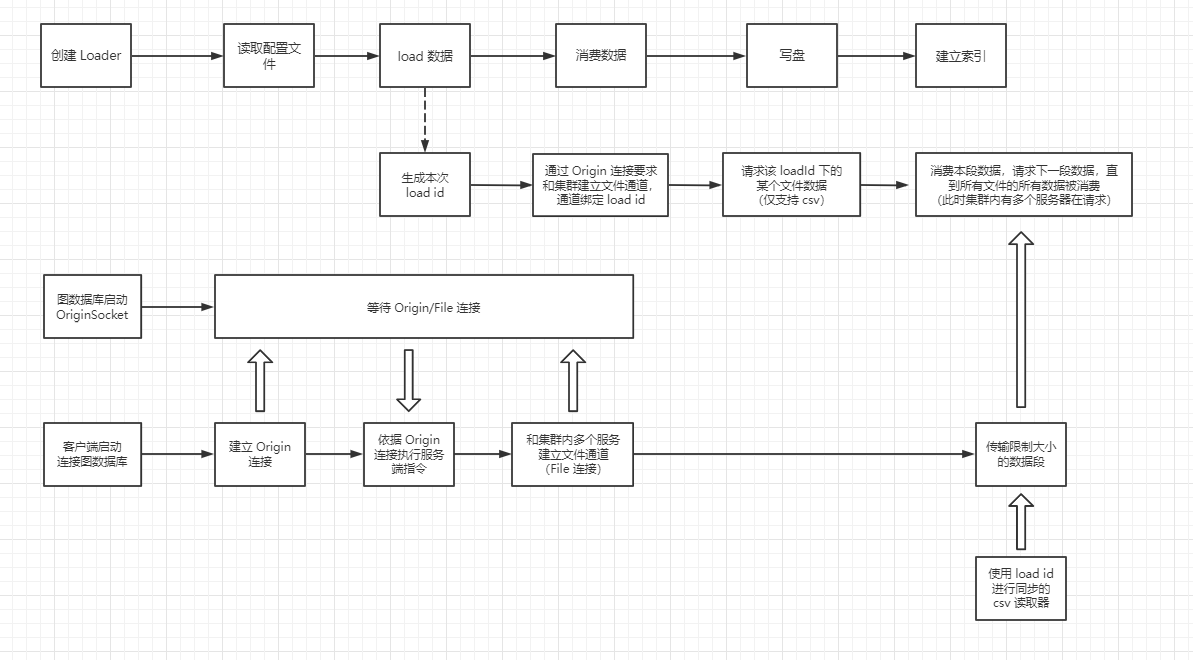 创建 Loader
读取配置文
件
load 数据
消费数据
写盘
建立索引
生成本次
load id
通过 Origin 连接要求
和集群建立文件通道，
通道绑定 load id
请求该 loadId 下的
某个文件数据
（仅支持 csv）
消费本段数据，请求下一段数据，直
到所有文件的所有数据被消费
（此时集群内有多个服务器在请求）
图数据库启动
OriginSocket
等待 Origin/File 连接
客户端启动
连接图数据库
建立 Origin
连接
依据 Origin
连接执行服务
端指令
和集群内多个服务
建立文件通道
（File 连接）
传输限制大小
的数据段
使用 load id
进行同步的
csv 读取器